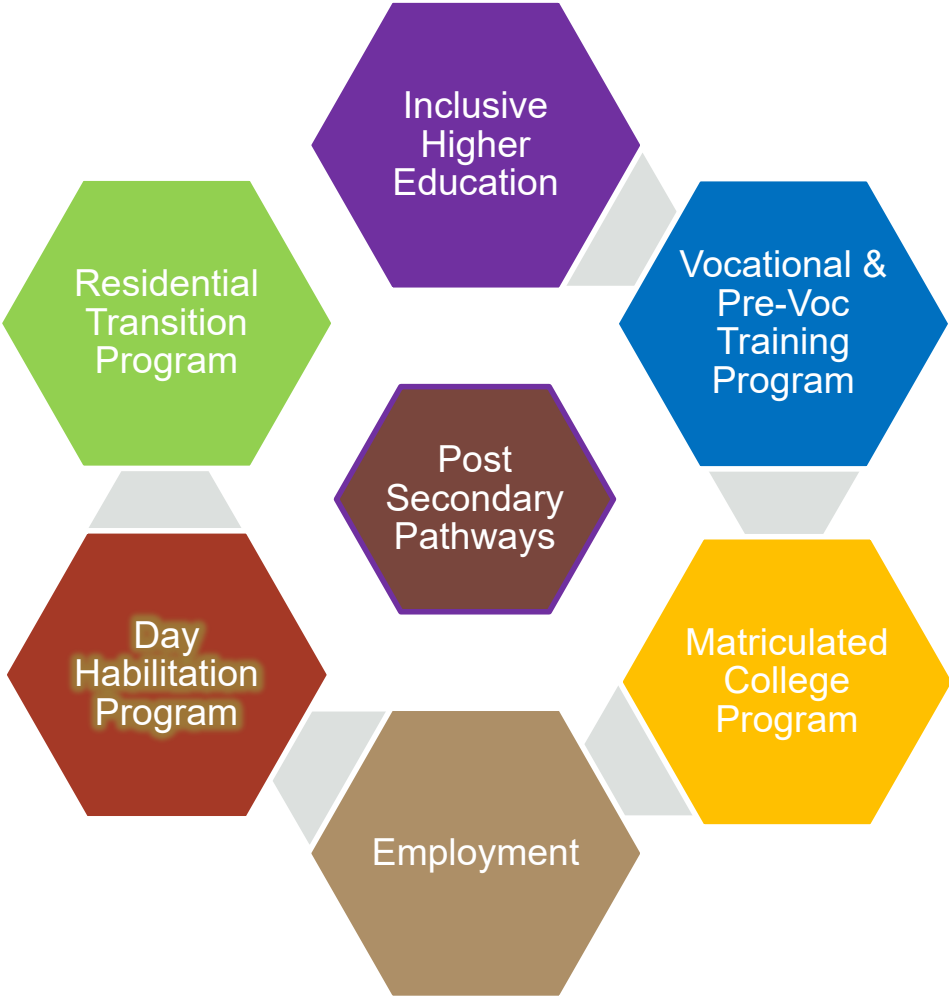 Inclusive
Higher
Education
Residential
Transition
Program
Vocational &
Pre-Voc
Training
Program
Post
Secondary
Pathways
Day
Habilitation
Program
Matriculated
College
Program
Employment